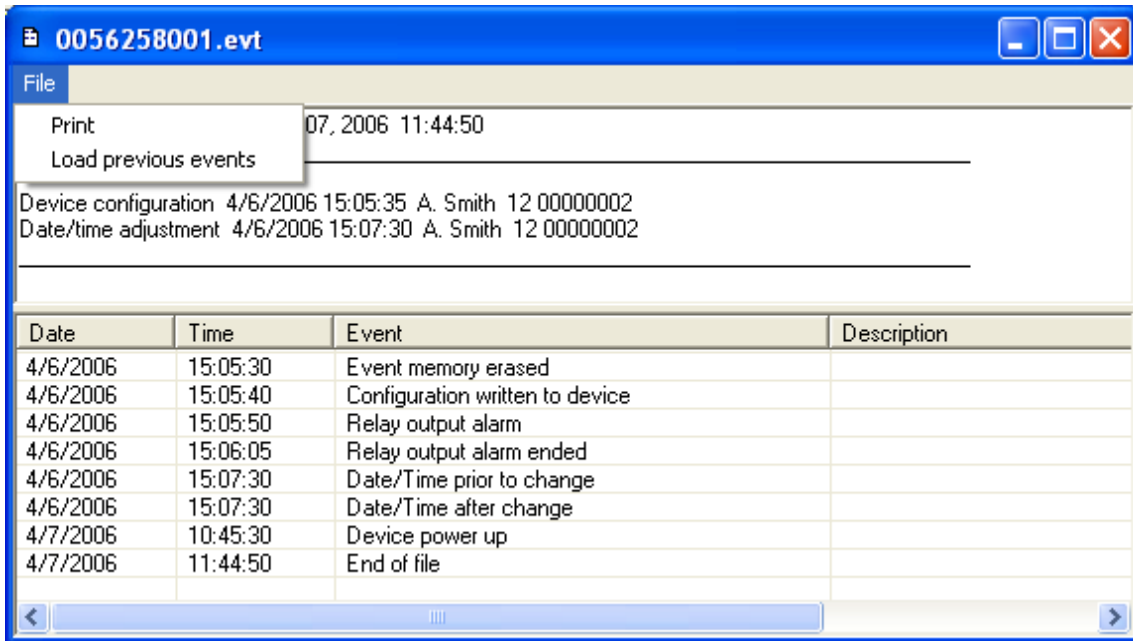 0056258001.evt
File
Print
Load previous events
07, 2006 11:44:50
Device configuration 4/6/2006 15:05:35 A. Smith 12 00000002
Date/time adjustment 4/6/2006 15:07:30 A. Smith 12 00000002
Date Time Event Description
4/6/2006 15:05:30 Event memory erased
4/6/2006 15:05:40 Configuration written to device
4/6/2006 15:05:50 Relay output alarm
4/6/2006 15:06:05 Relay output alarm ended
4/6/2006 15:07:30 Date/Time prior to change
4/6/2006 15:07:30 Date/Time after change
4/7/2006 10:45:30 Device power up
4/7/2006 11:44:50 End of file